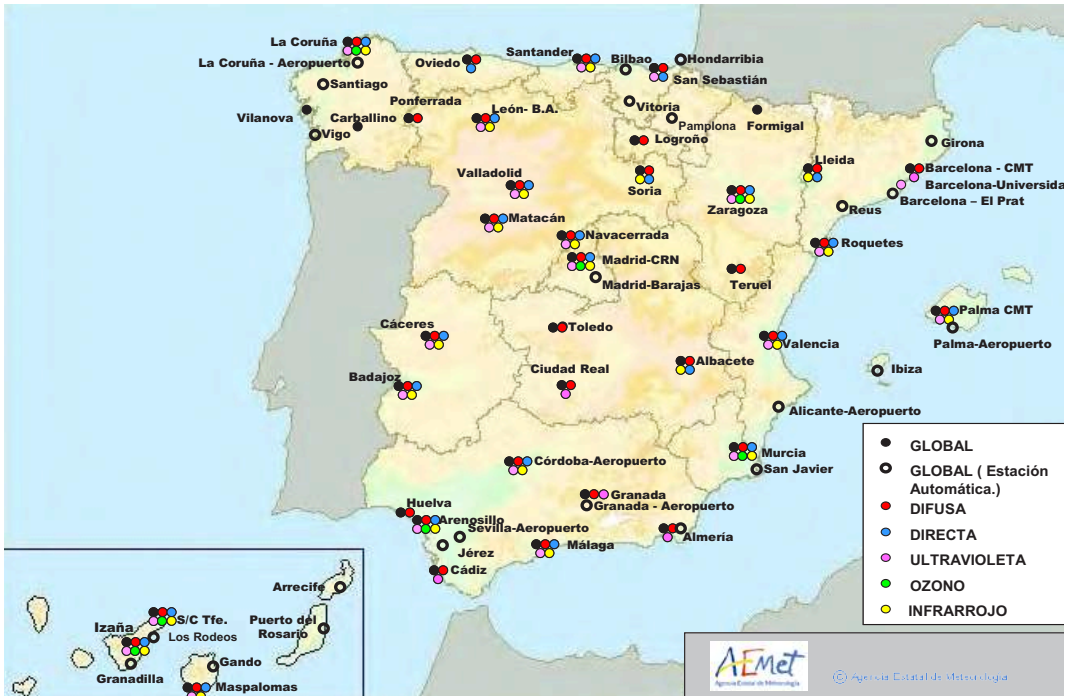 La Coruña
La Coruña - Aeropuerto
Santiago
Oviedo
Santander
Bilbao
Hondarribia
San Sebastián
Vilanova
Carballino
Ponferrada
León- B.A.
Vitoria
Pamplona
Formigal
Vigo
Logroño
Girona
Lleida
Barcelona - CMT
Barcelona-Universida
Barcelona – El Prat
Valladolid
Soria
Zaragoza
Reus
Matacán
Navacerrada
Roquetes
Madrid-CRN
Madrid-Barajas
Teruel
Palma CMT
Palma-Aeropuerto
Cáceres
Toledo
Valencia
Badajoz
Ciudad Real
Albacete
Ibiza
Alicante-Aeropuerto
Murcia
San Javier
Córdoba-Aeropuerto
Granada
Granada - Aeropuerto
Huelva
Arenosillo
Sevilla-Aeropuerto
Jérez
Málaga
Almería
Cádiz
Arrecife
S/C Tfe.
Izaña
Los Rodeos
Puerto del
Rosario
Granadilla
Gando
Maspalomas
GLOBAL
GLOBAL ( Estación
Automática.)
DIFUSA
DIRECTA
ULTRAVIOLETA
OZONO
INFRARROJO
AEMet
Agencia Estatal de Meteorología
© Agencia Estatal de Meteorología